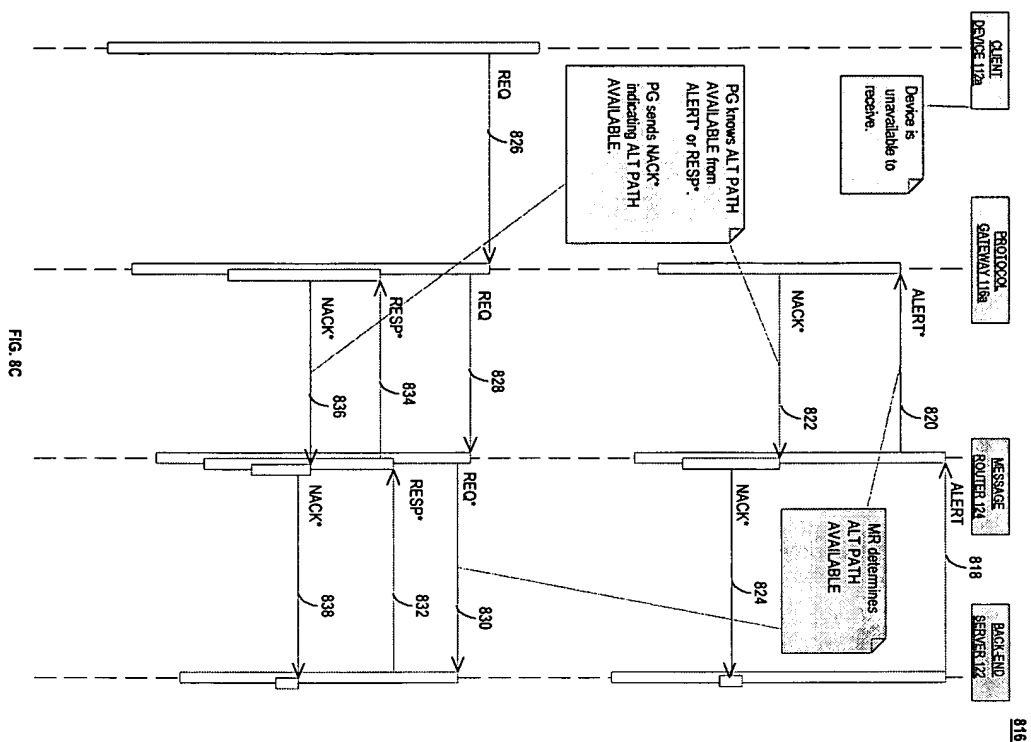 816
CLIENT
DEVICE 112a
PROTOCOL
GATEWAY 116a
MESSAGE
ROUTER 124
BACK-END
SERVER 122
Device is
unavailable to
receive.
ALERT
818
ALERT*
820
MR determines
ALT PATH
AVAILABLE
NACK*
822
NACK*
824
PG knows ALT PATH
AVAILABLE from
ALERT* or RESP*.
PG sends NACK*
indicating ALT PATH
AVAILABLE.
REQ
826
REQ
828
REQ*
830
RESP*
832
RESP*
834
NACK*
836
NACK*
838
FIG. 8C